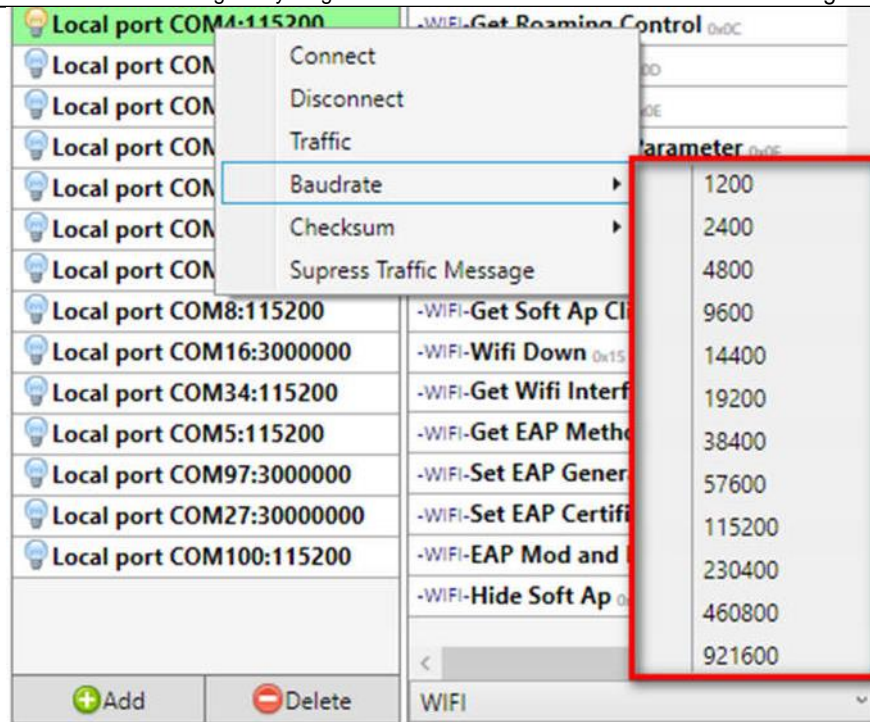 Local port COM4:115200
Local port COM
Local port COM
Local port COM
Local port COM
Local port COM
Local port COM
Local port COM8:115200
Local port COM16:3000000
Local port COM34:115200
Local port COM5:115200
Local port COM97:3000000
Local port COM27:30000000
Local port COM100:115200
Add
Delete
Connect
Disconnect
Traffic
Baudrate
Checksum
Supress Traffic Message
-WIFI-Get Roaming Control 0x0C
0D
0x0E
Parameter 0x0F
-WIFI-Get Soft Ap Cli
-WIFI-Wifi Down 0x15
-WIFI-Get Wifi Interf
-WIFI-Get EAP Metho
-WIFI-Set EAP Gener
-WIFI-Set EAP Certifi
-WIFI-EAP Mod and
-WIFI-Hide Soft Ap
WIFI
1200
2400
4800
9600
14400
19200
38400
57600
115200
230400
460800
921600